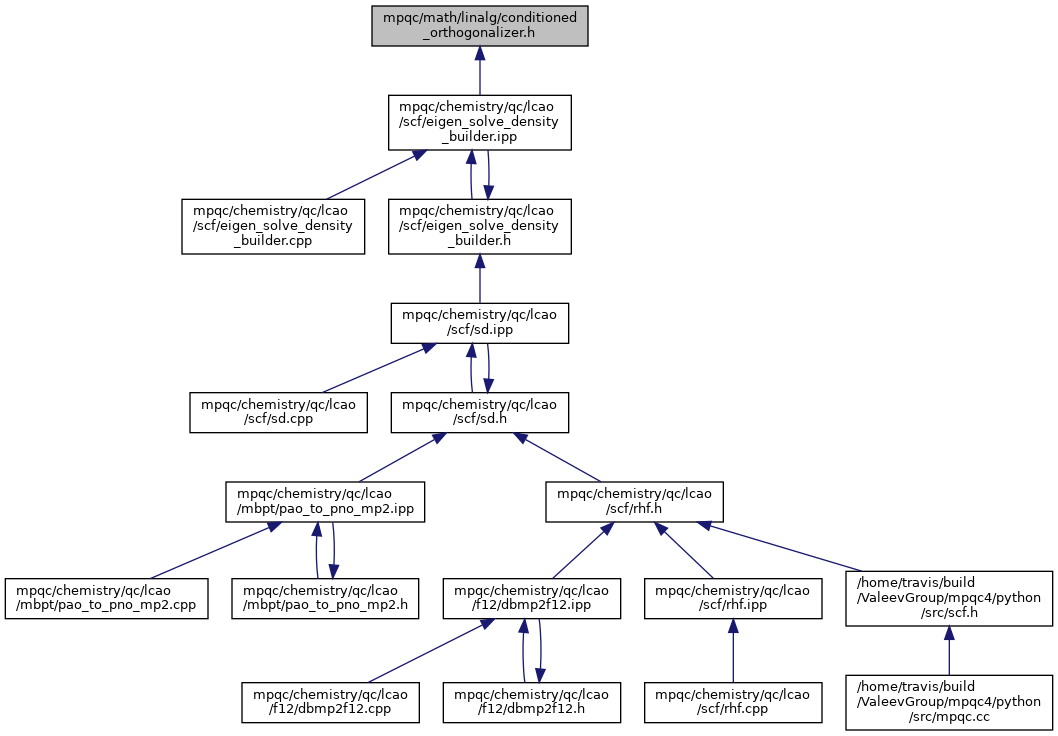 mpqc/math/linalg/conditioned
_orthogonalizer.h
mpqc/chemistry/qc/lcao
/scf/eigen_solve_density
_builder.ipp
mpqc/chemistry/qc/lcao
/scf/eigen_solve_density
_builder.cpp
mpqc/chemistry/qc/lcao
/scf/eigen_solve_density
_builder.h
mpqc/chemistry/qc/lcao
/scf/sd.ipp
mpqc/chemistry/qc/lcao
/scf/sd.cpp
mpqc/chemistry/qc/lcao
/scf/sd.h
mpqc/chemistry/qc/lcao
/mbpt/pao_to_pno_mp2.ipp
mpqc/chemistry/qc/lcao
/scf/rhf.h
mpqc/chemistry/qc/lcao
/mbpt/pao_to_pno_mp2.cpp
mpqc/chemistry/qc/lcao
/mbpt/pao_to_pno_mp2.h
mpqc/chemistry/qc/lcao
/f12/dbmp2f12.ipp
mpqc/chemistry/qc/lcao
/scf/rhf.ipp
/home/travis/build
/ValeevGroup/mpqc4/python
/src/scf.h
mpqc/chemistry/qc/lcao
/f12/dbmp2f12.cpp
mpqc/chemistry/qc/lcao
/f12/dbmp2f12.h
mpqc/chemistry/qc/lcao
/scf/rhf.cpp
/home/travis/build
/ValeevGroup/mpqc4/python
/src/mpqc.cc